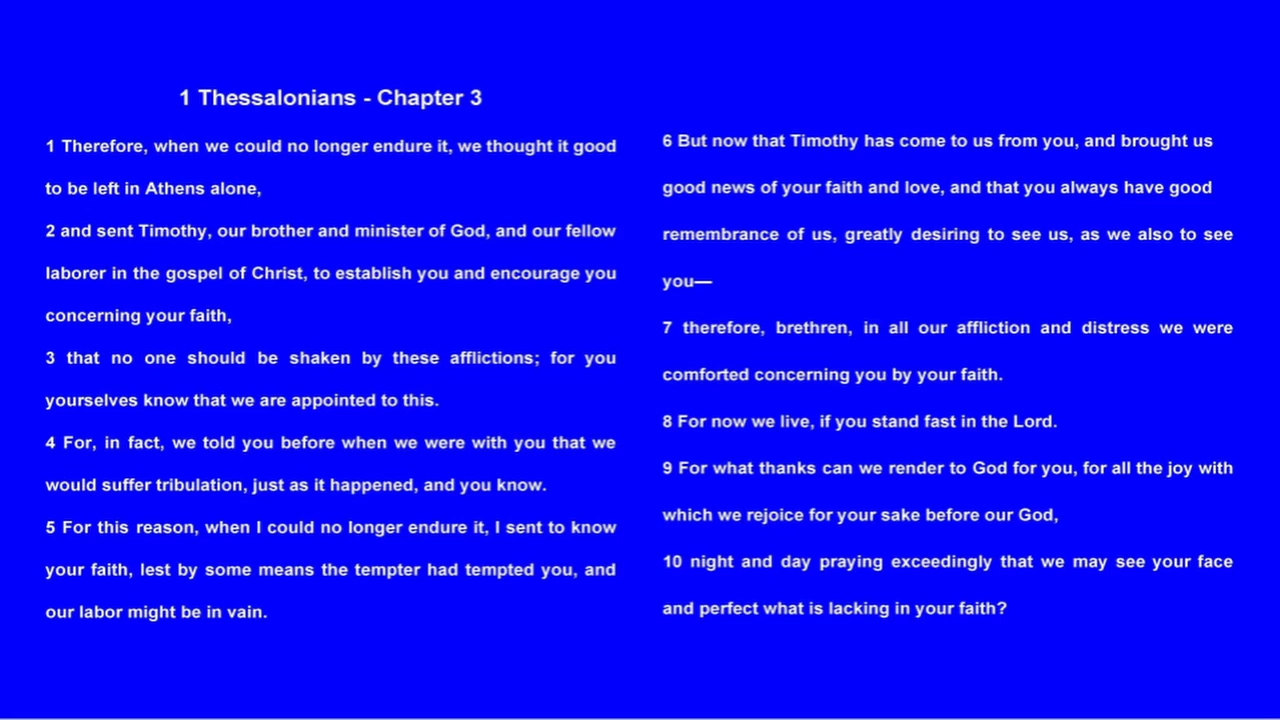 1 Thessalonians - Chapter 3
1 Therefore, when we could no longer endure it, we thought it good
to be left in Athens alone,
2 and sent Timothy, our brother and minister of God, and our fellow
laborer in the gospel of Christ, to establish you and encourage you
concerning your faith,
3 that no one should be shaken by these afflictions; for you
yourselves know that we are appointed to this.
4 For, in fact, we told you before when we were with you that we
would suffer tribulation, just as it happened, and you know.
5 For this reason, when I could no longer endure it, I sent to know
your faith, lest by some means the tempter had tempted you, and
our labor might be in vain.
6 But now that Timothy has come to us from you, and brought us
good news of your faith and love, and that you always have good
remembrance of us, greatly desiring to see us, as we also to see
you—
7 therefore, brethren, in all our affliction and distress we were
comforted concerning you by your faith.
8 For now we live, if you stand fast in the Lord.
9 For what thanks can we render to God for you, for all the joy with
which we rejoice for your sake before our God,
10 night and day praying exceedingly that we may see your face
and perfect what is lacking in your faith?